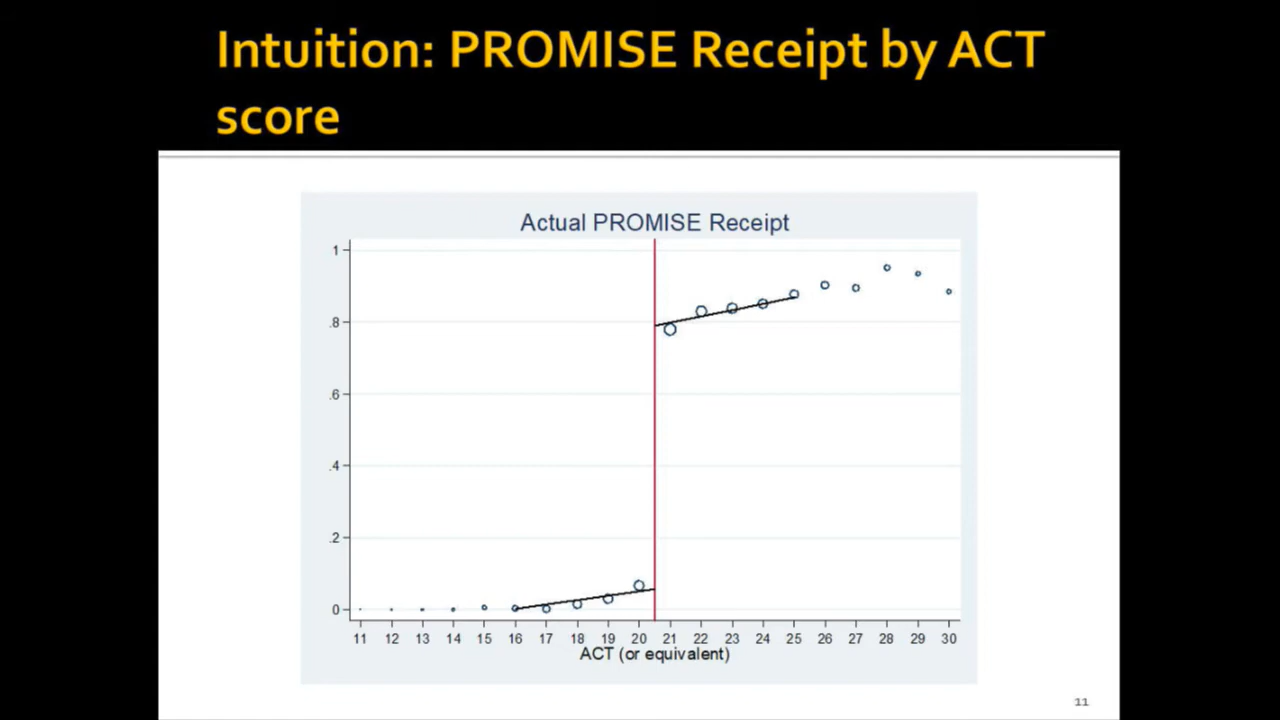 Intuition: PROMISE Receipt by ACT
score
Actual PROMISE Receipt
1
.8
.6
.4
.2
0
11 12 13 14 15 16 17 18 19 20 21 22 23 24 25 26 27 28 29 30
ACT (or equivalent)
11